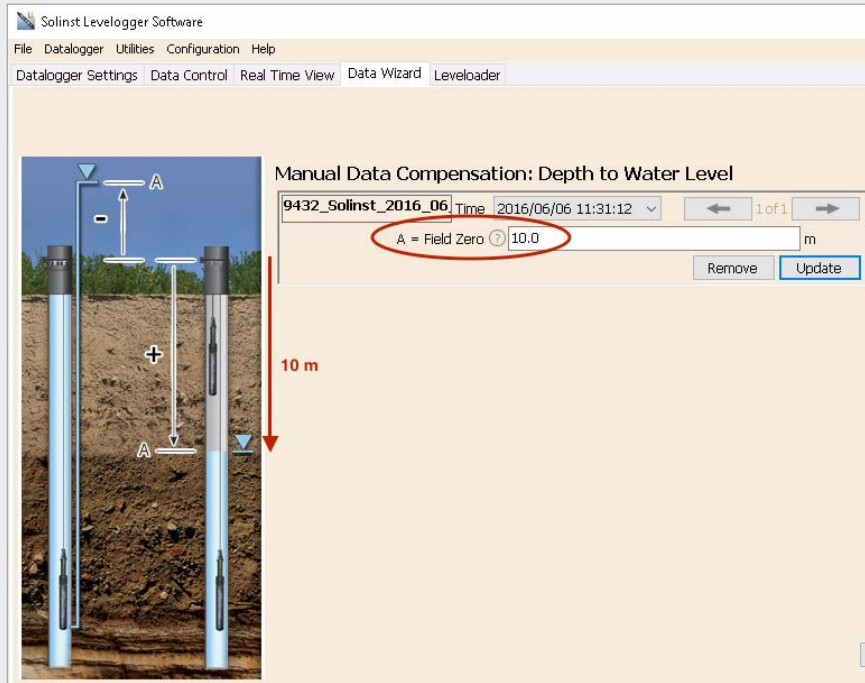 Solinst Levelogger Software
File Datalogger Utilities Configuration Help
Datalogger Settings Data Control Real Time View Data Wizard Leveloader
Manual Data Compensation: Depth to Water Level
9432_Solinst_2016_06 Time 2016/06/06 11:31:12 1 of 1
A = Field Zero ? 10.0 m
Remove Update
A
-
+
10 m
A